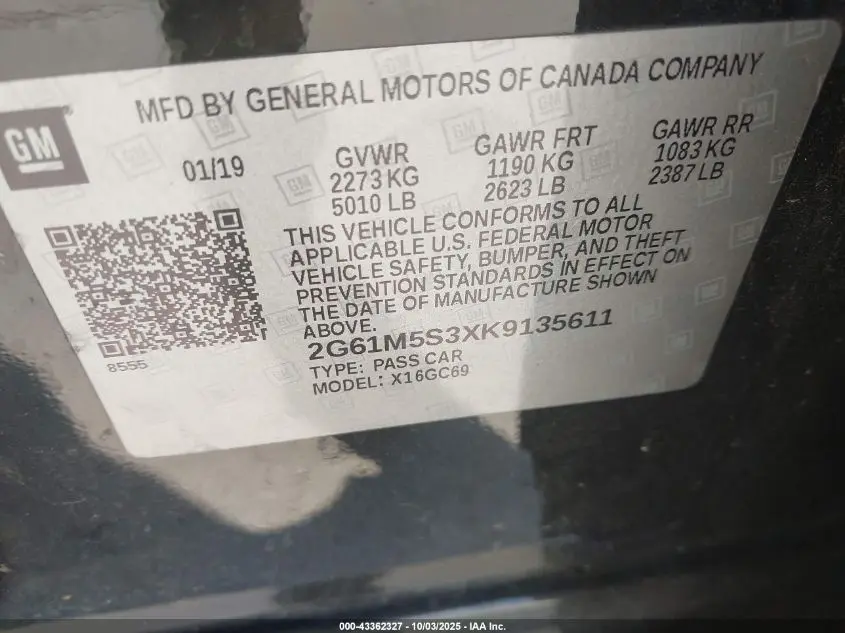 MFD BY GENERAL MOTORS OF CANADA COMPANY
GM
01/19
GVWR
2273 KG
5010 LB
GAWR FRT
1190 KG
2623 LB
GAWR RR
1083 KG
2387 LB
THIS VEHICLE CONFORMS TO ALL
APPLICABLE U.S. FEDERAL MOTOR
VEHICLE SAFETY, BUMPER, AND THEFT
PREVENTION STANDARDS IN EFFECT ON
THE DATE OF MANUFACTURE SHOWN
ABOVE.
2G61M5S3XK9135611
TYPE: PASS CAR
MODEL: X16GC69
8555
000-43362327 - 10/03/2025 - IAA Inc.